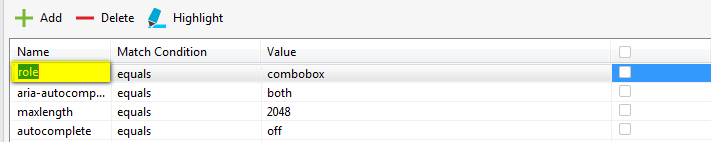 Add Delete Highlight
Name Match Condition Value
role equals combobox
aria-autocomp... equals both
maxlength equals 2048
autocomplete equals off